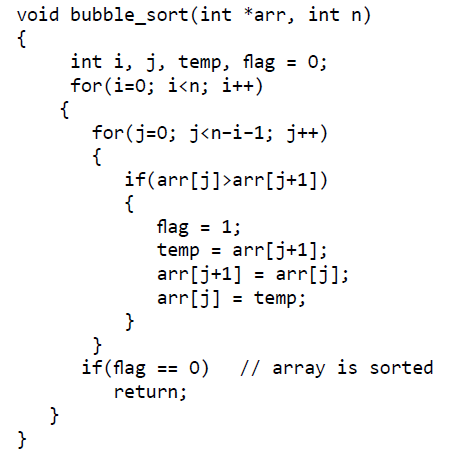 void bubble_sort(int *arr, int n)
{
int i, j, temp, flag = 0;
for(i=0; i<n; i++)
{
for(j=0; j<n-i-1; j++)
{
if(arr[j]>arr[j+1])
{
flag = 1;
temp = arr[j+1];
arr[j+1] = arr[j];
arr[j] = temp;
}
}
if(flag == 0) // array is sorted
return;
}
}